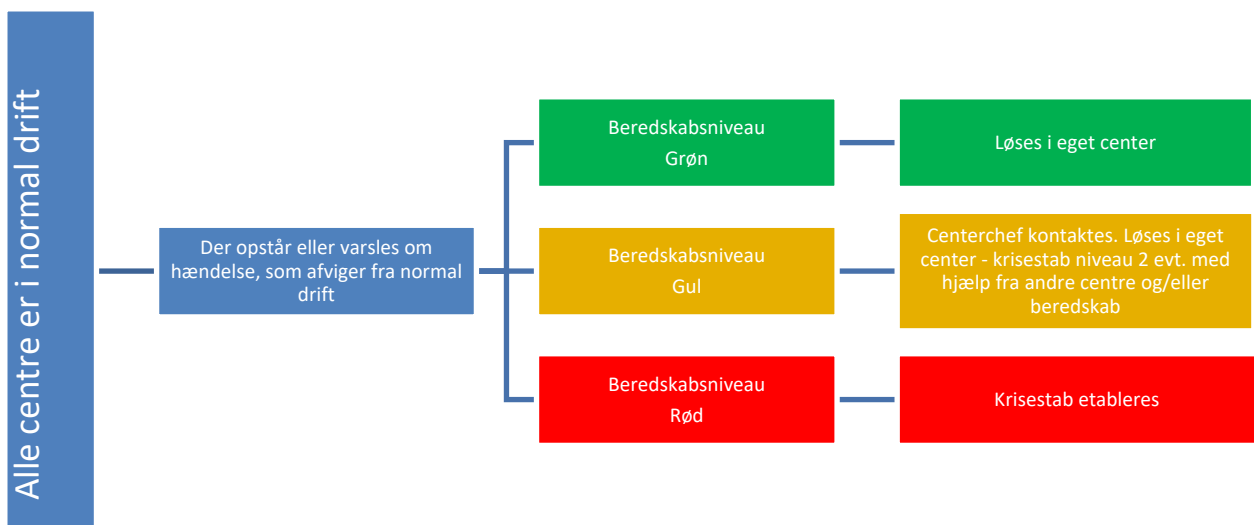 Alle centre er i normal drift
Der opstår eller varsles om
hændelse, som afviger fra normal
drift
Beredskabsniveau
Grøn
Løses i eget center
Beredskabsniveau
Gul
Centerchef kontaktes. Løses i eget
center - krisestab niveau 2 evt. med
hjælp fra andre centre og/eller
beredskab
Beredskabsniveau
Rød
Krisestab etableres